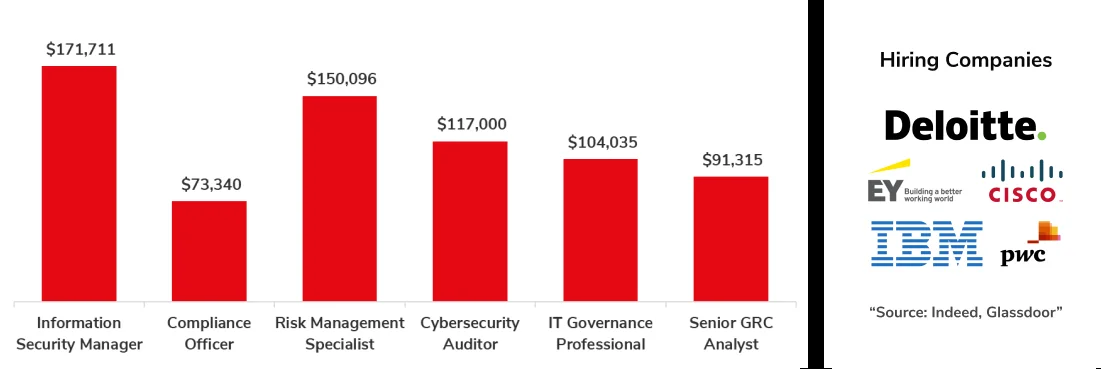 $171,711
$73,340
$150,096
$117,000
$104,035
$91,315
Information
Security Manager
Compliance
Officer
Risk Management
Specialist
Cybersecurity
Auditor
IT Governance
Professional
Senior GRC
Analyst
Hiring Companies
Deloitte.
EY Building a better
working world
CISCO
IBM
pwc
“Source: Indeed, Glassdoor”